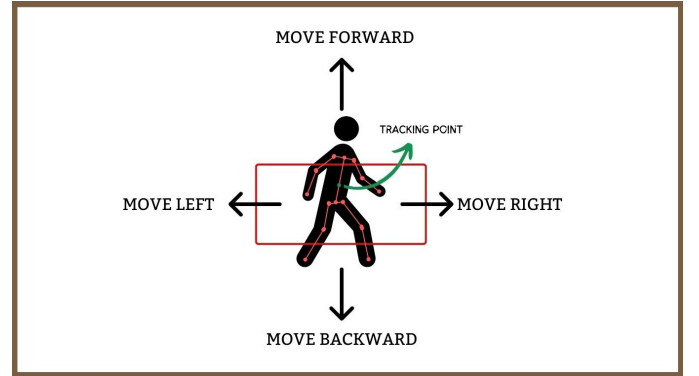 MOVE FORWARD
TRACKING POINT
MOVE LEFT
MOVE RIGHT
MOVE BACKWARD